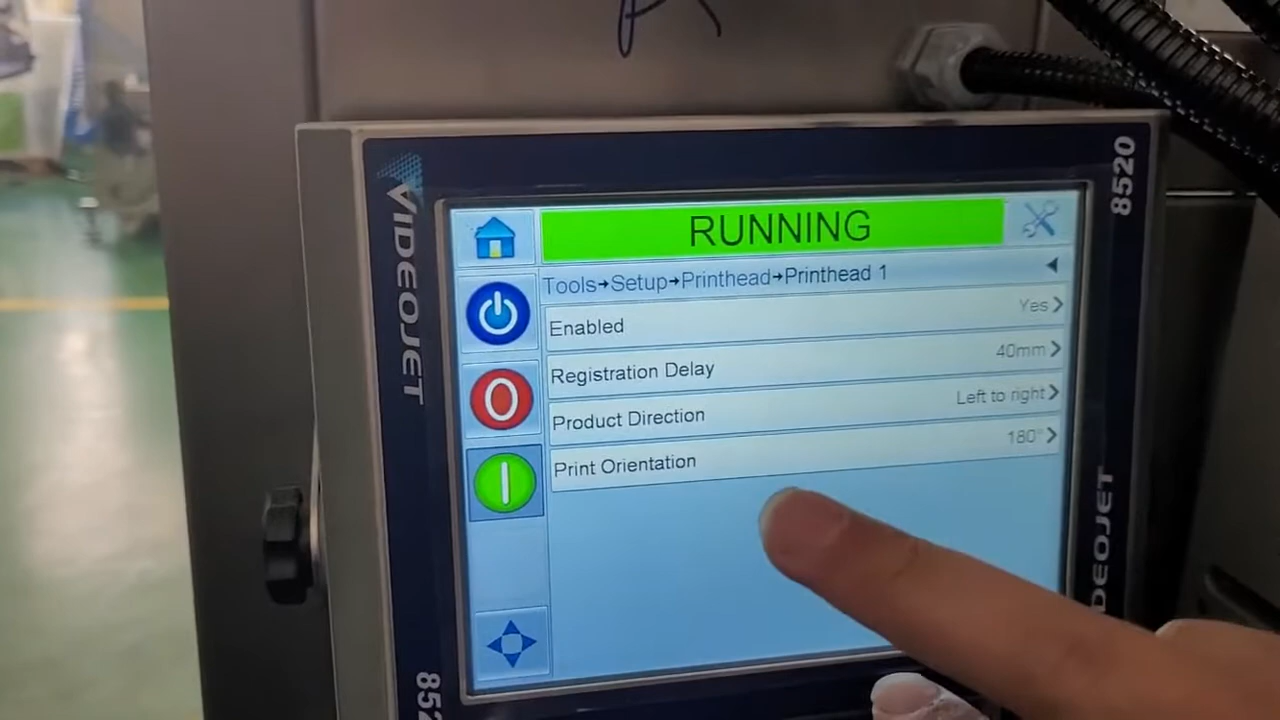 RUNNING
Tools→Setup→Printhead→Printhead 1
Enabled Yes
Registration Delay 40mm
Product Direction Left to right
Print Orientation 180°
VIDEOJET
8520
DEOJET
852